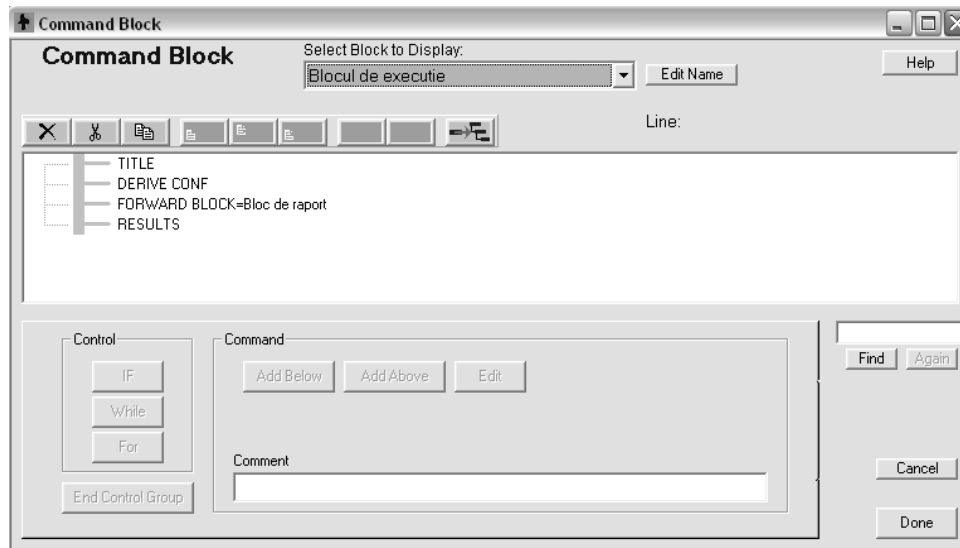 Command Block
Command Block
Select Block to Display:
Blocul de executie
Edit Name
Help
Line:
TITLE
DERIVE CONF
FORWARD BLOCK=Bloc de raport
RESULTS
Control
Command
IF
Add Below
Add Above
Edit
Find
Again
While
For
Comment
End Control Group
Cancel
Done